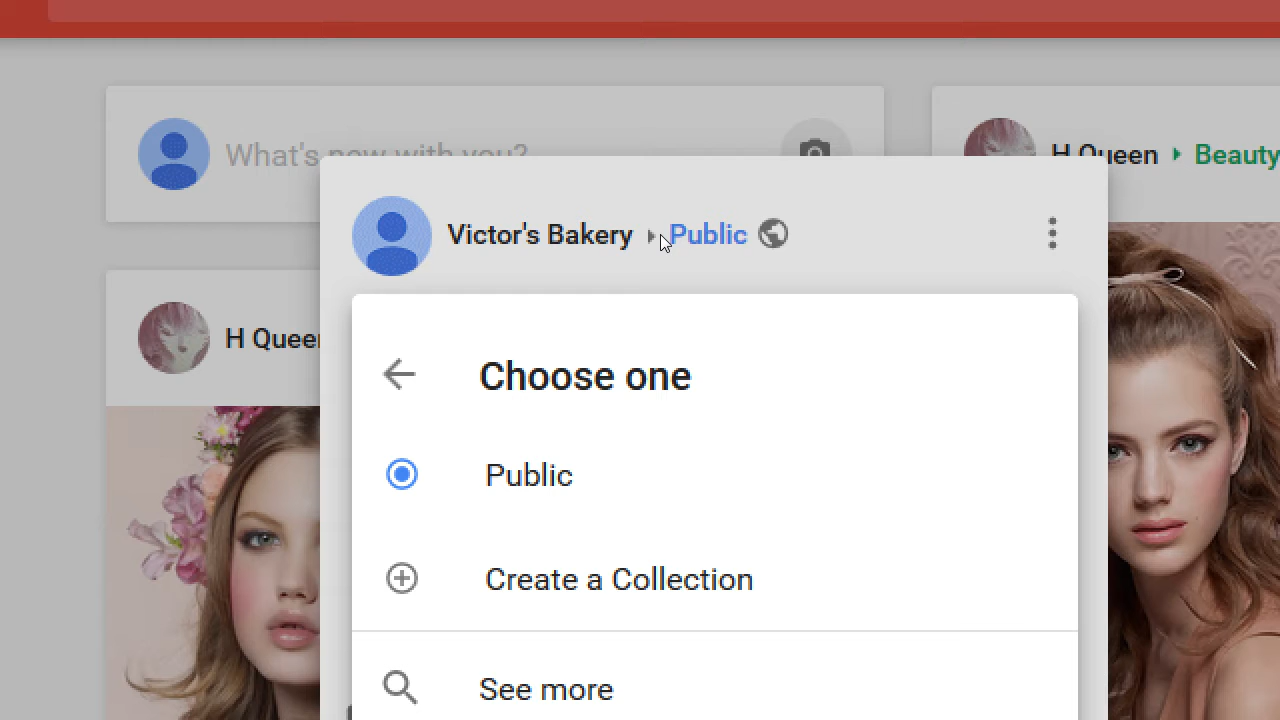 What's new with you?
H Queen Beauty
Victor's Bakery Public
H Queen
Choose one
Public
Create a Collection
See more